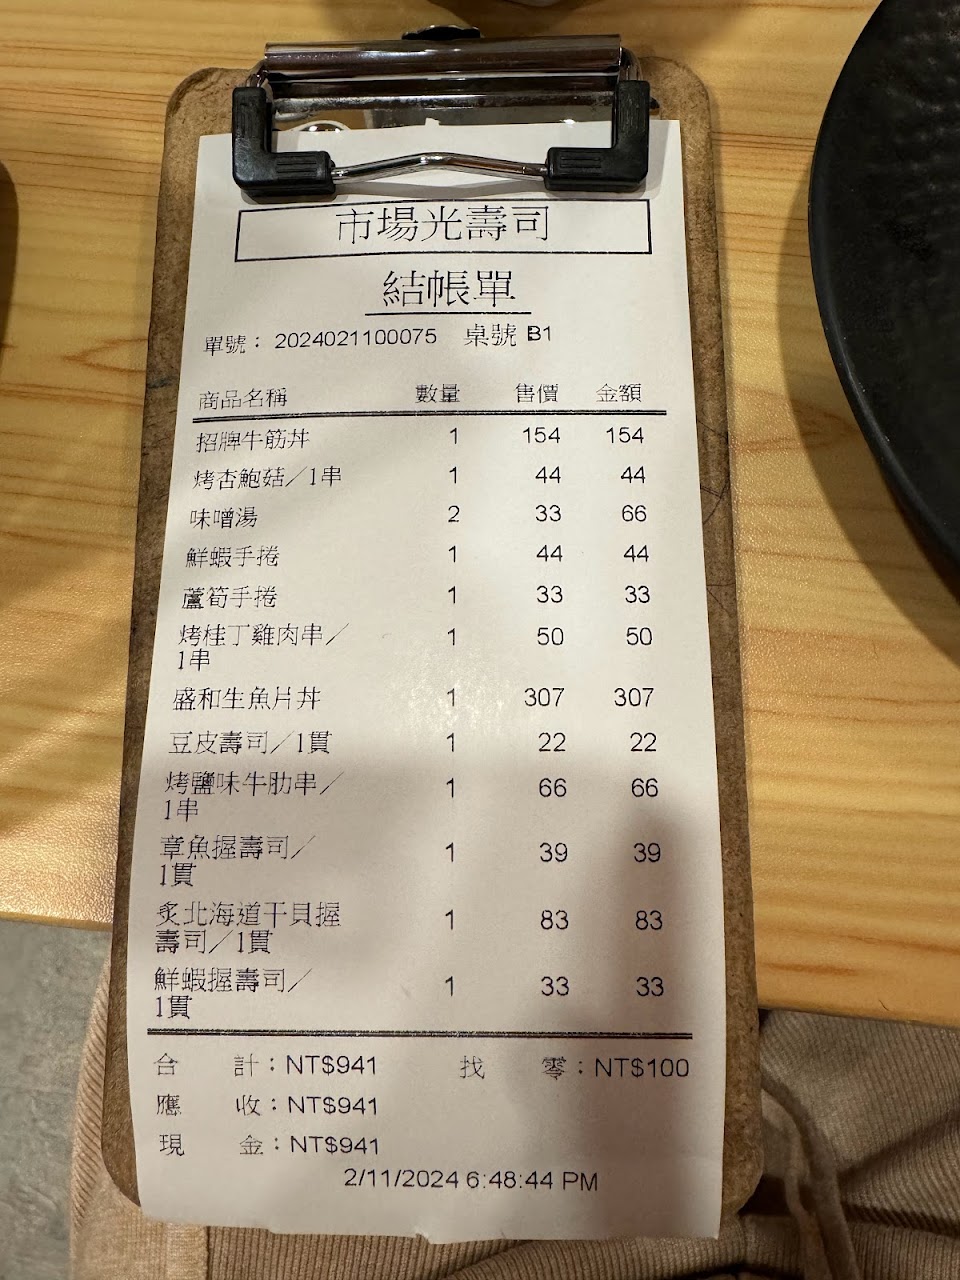 市場光壽司
結帳單
單號： 2024021100075 桌號 B1
商品名稱 數量 售價 金額
招牌牛筋丼 1 154 154
烤杏鮑菇／1串 1 44 44
味噌湯 2 33 66
鮮蝦手捲 1 44 44
蘆筍手捲 1 33 33
烤桂丁雞肉串／ 1 50 50
1串
盛和生魚片丼 1 307 307
豆皮壽司／1貫 1 22 22
烤鹽味牛肋串／ 1 66 66
1串
章魚握壽司／ 1 39 39
1貫
炙北海道干貝握 1 83 83
壽司／1貫
鮮蝦握壽司／ 1 33 33
1貫
合 計：NT$941 找 零：NT$100
應 收：NT$941
現 金：NT$941
2/11/2024 6:48:44 PM